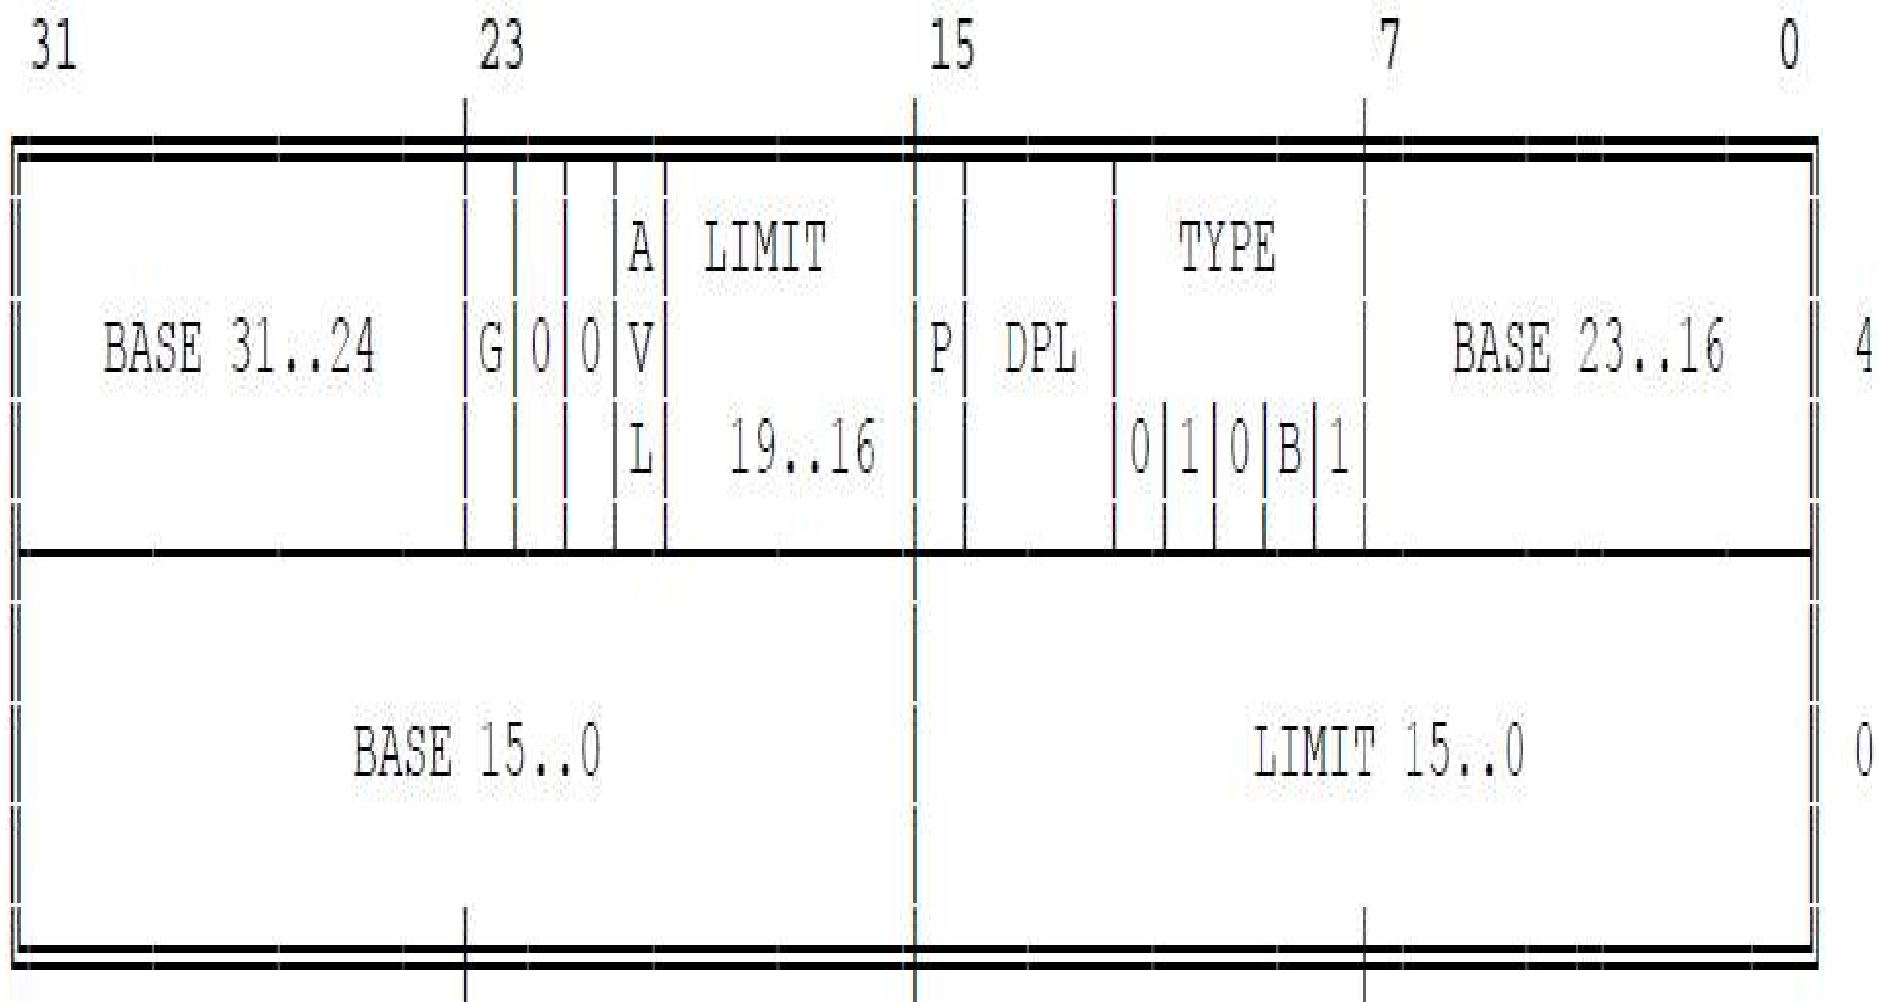 31 23 15 7 0
A LIMIT TYPE
BASE 31..24 G 0 0 V P DPL BASE 23..16 4
L 19..16 0 1 0 B 1
BASE 15..0 LIMIT 15..0 0